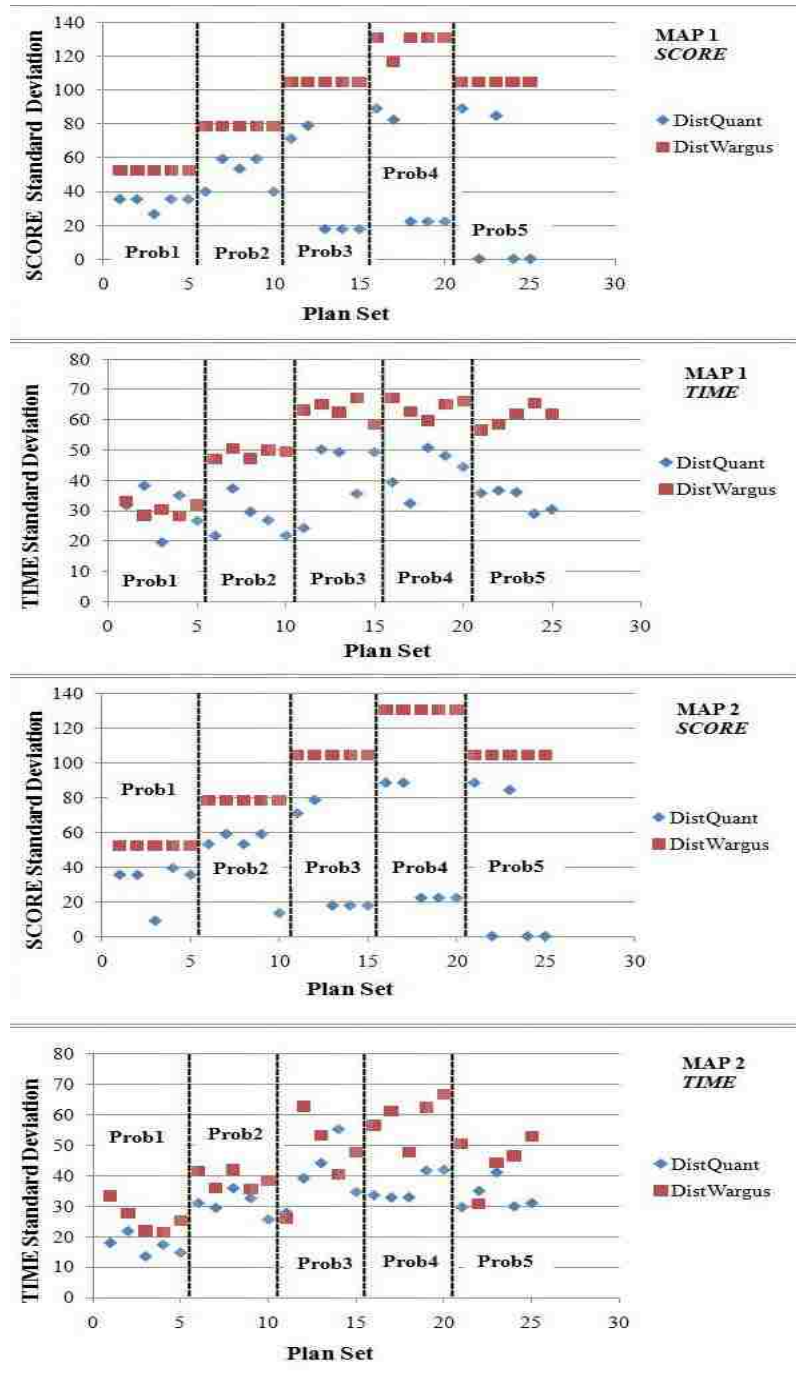 MAP 1
SCORE
SCORE Standard Deviation
140
120
100
80
60
40
20
0
Prob1
Prob2
Prob3
Prob4
Prob5
0 5 10 15 20 25 30
Plan Set
DistQuant
DistWargus
MAP 1
TIME
TIME Standard Deviation
80
70
60
50
40
30
20
10
0
Prob1
Prob2
Prob3
Prob4
Prob5
0 5 10 15 20 25 30
Plan Set
DistQuant
DistWargus
MAP 2
SCORE
SCORE Standard Deviation
140
120
100
80
60
40
20
0
Prob1
Prob2
Prob3
Prob4
Prob5
0 5 10 15 20 25 30
Plan Set
DistQuant
DistWargus
MAP 2
TIME
TIME Standard Deviation
80
70
60
50
40
30
20
10
0
Prob1
Prob2
Prob3
Prob4
Prob5
0 5 10 15 20 25 30
Plan Set
DistQuant
DistWargus